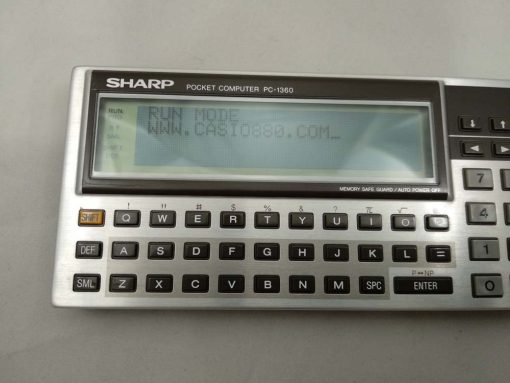 SHARP POCKET COMPUTER PC-1360
RUN
RUN MODE
WWW.CASIO880.COM_
MEMORY SAFE GUARD / AUTO POWER OFF
↓ ↑
◄ ►
! " # $ % & ? π √
SHIFT Q W E R T Y U I O P
7
DEF A S D F G H J K L =
4
P↔NP
SML Z X C V B N M SPC ENTER
1
0